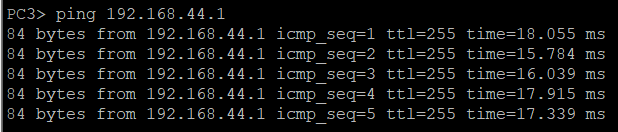 PC3> ping 192.168.44.1
84 bytes from 192.168.44.1 icmp_seq=1 ttl=255 time=18.055 ms
84 bytes from 192.168.44.1 icmp_seq=2 ttl=255 time=15.784 ms
84 bytes from 192.168.44.1 icmp_seq=3 ttl=255 time=16.039 ms
84 bytes from 192.168.44.1 icmp_seq=4 ttl=255 time=17.915 ms
84 bytes from 192.168.44.1 icmp_seq=5 ttl=255 time=17.339 ms